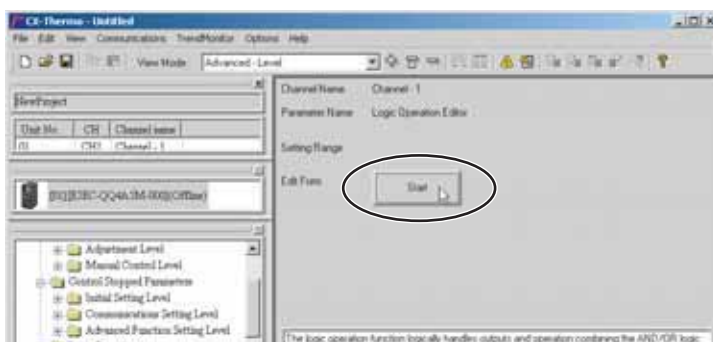 CX-Thermo - Untitled
File Edit View Communications TrendMonitor Options Help
View Mode Advanced - Level
NewProject
Unit No. CH Channel name
01 CH1 Channel - 1
(Offline)
Adjustment Level
Manual Control Level
Control Stopped Parameters
Initial Setting Level
Communications Setting Level
Advanced Function Setting Level
Channel Name Channel - 1
Parameter Name Logic Operation Editor
Setting Range
Edit Form Start
The logic operation function logically handles outputs and operation combining the AND/OR logic